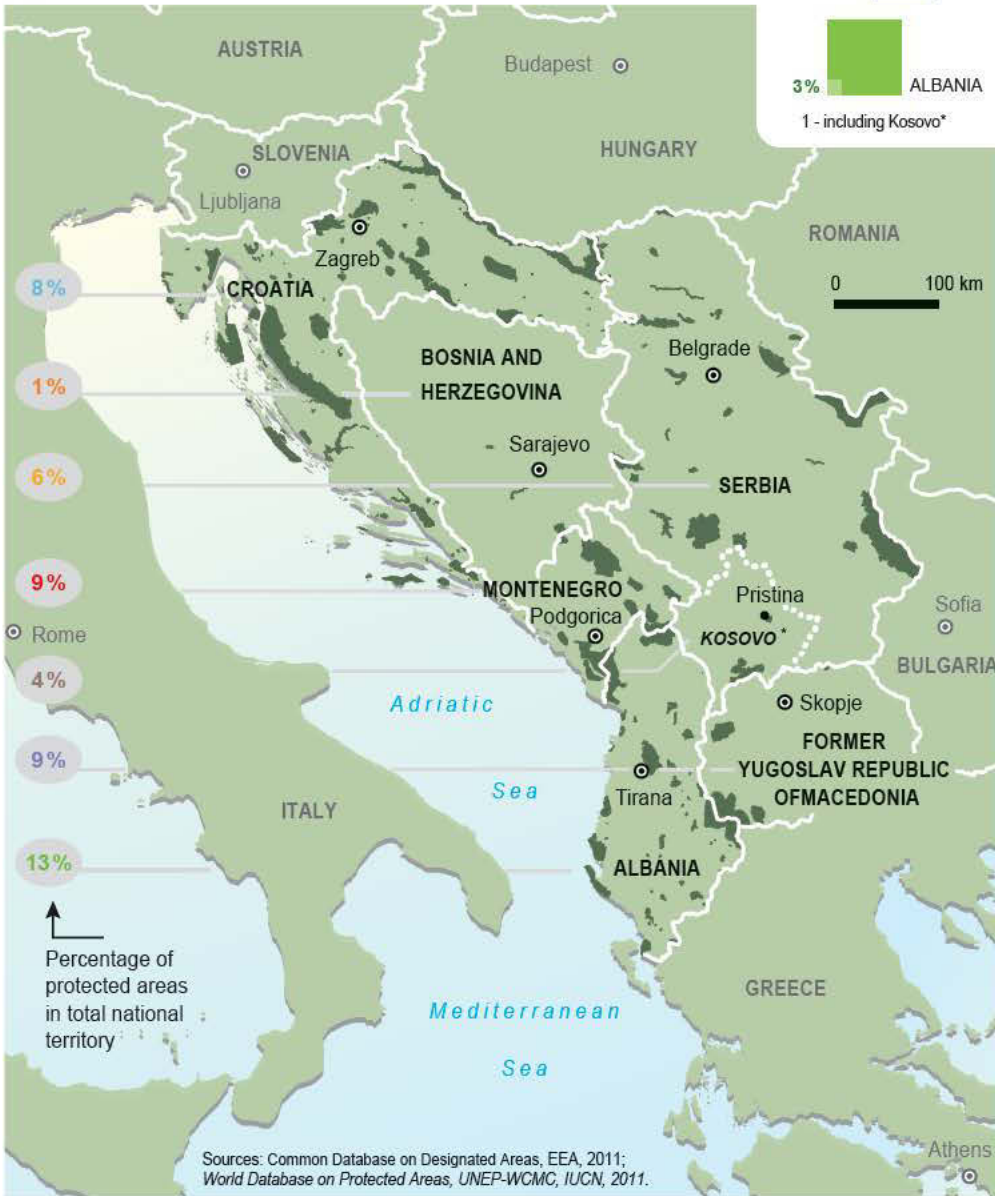 3%
ALBANIA
1 - including Kosovo*
AUSTRIA
Budapest
SLOVENIA
HUNGARY
Ljubljana
ROMANIA
Zagreb
8%
CROATIA
0 100 km
BOSNIA AND
HERZEGOVINA
Belgrade
1%
Sarajevo
6%
SERBIA
9%
MONTENEGRO
Pristina
Podgorica
Sofia
Rome
KOSOVO *
BULGARIA
4%
Adriatic
Skopje
FORMER
YUGOSLAV REPUBLIC
OFMACEDONIA
9%
Sea
Tirana
ITALY
13%
ALBANIA
Percentage of
protected areas
in total national
territory
GREECE
Mediterranean
Sea
Athens
Sources: Common Database on Designated Areas, EEA, 2011;
World Database on Protected Areas, UNEP-WCMC, IUCN, 2011.